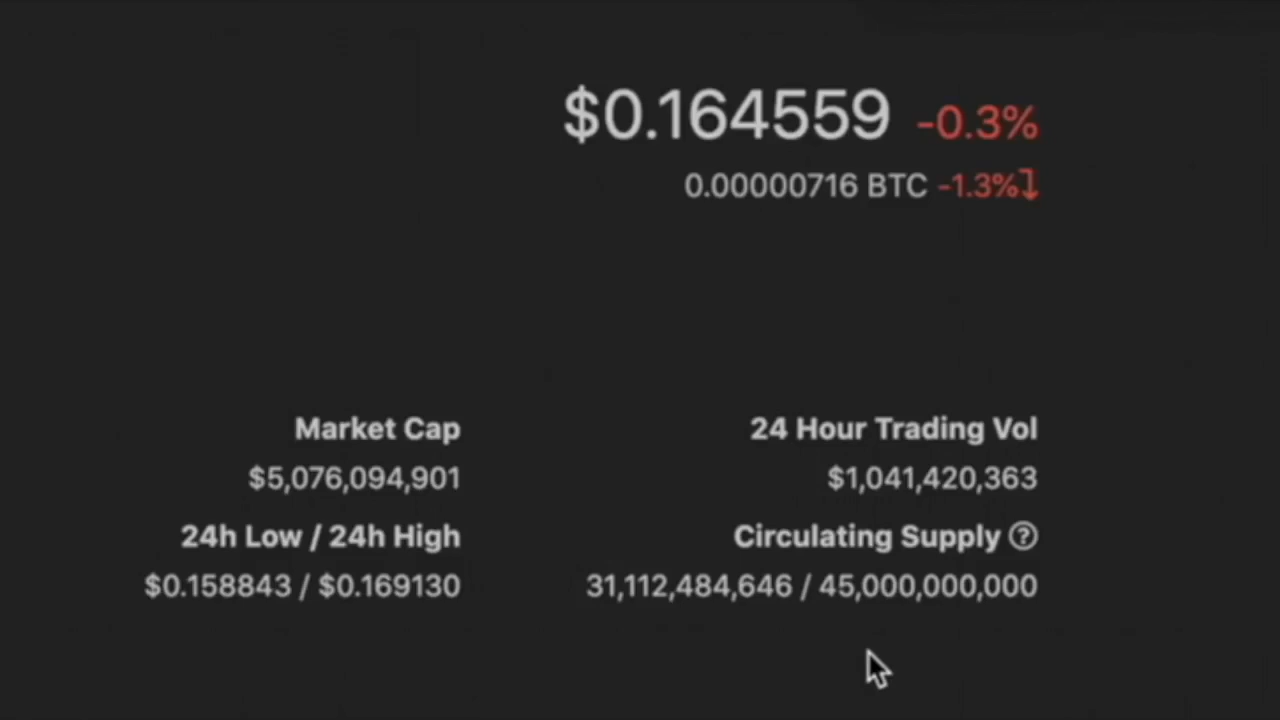 $0.164559 -0.3%
0.00000716 BTC -1.3%
Market Cap
$5,076,094,901
24 Hour Trading Vol
$1,041,420,363
24h Low / 24h High
$0.158843 / $0.169130
Circulating Supply ?
31,112,484,646 / 45,000,000,000